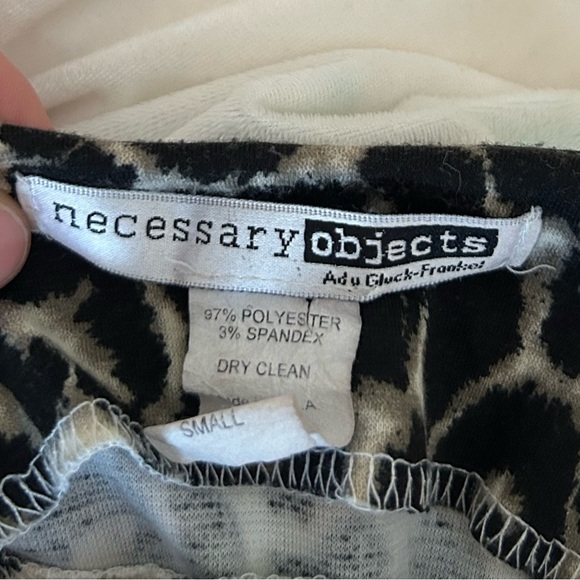 necessary objects
Ady Gluck-Frankel
97% POLYESTER
3% SPANDEX
DRY CLEAN
SMALL